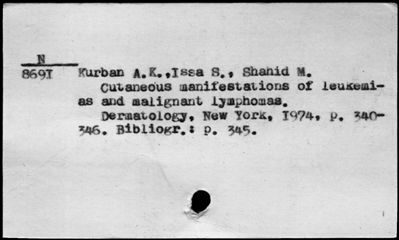 N
8691 Kurban A.K.,Issa S., Shahid M.
Cutaneous manifestations of leukemi-
as and malignant lymphomas.
Dermatology, New York, 1974, p. 340-
346. Bibliogr.: p. 345.